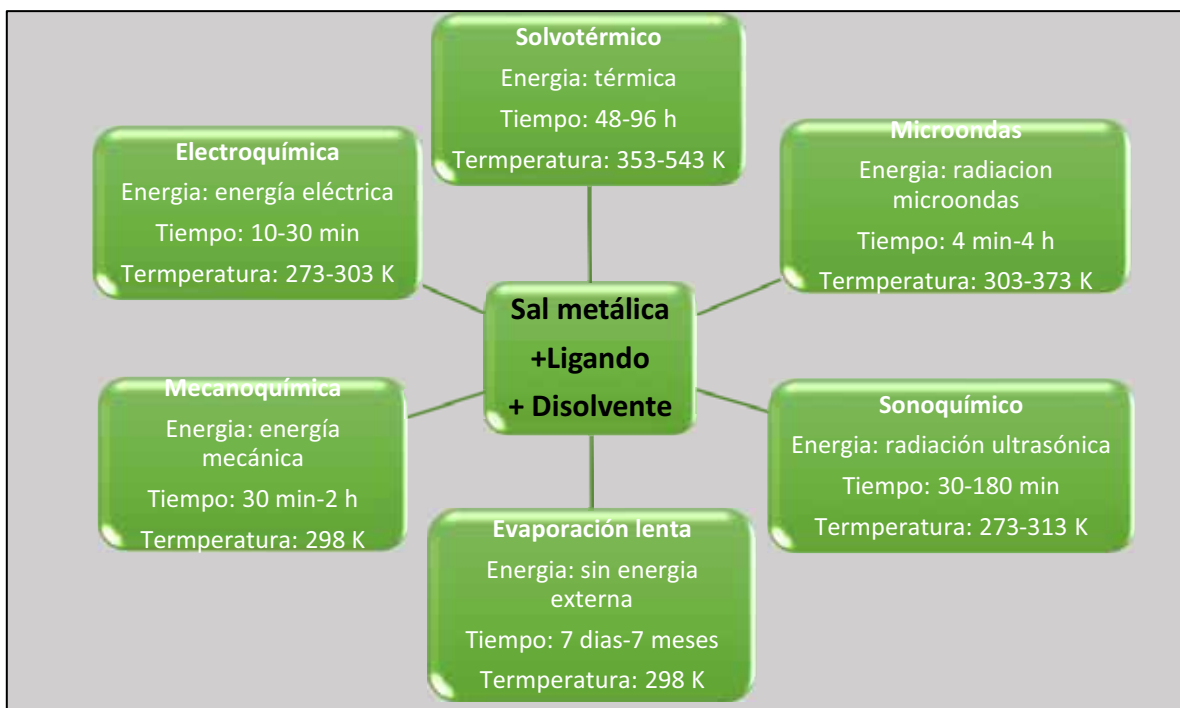 Solvotérmico
Energia: térmica
Tiempo: 48-96 h
Termperatura: 353-543 K
Microondas
Energia: radiacion
microondas
Tiempo: 4 min-4 h
Termperatura: 303-373 K
Sonoquímico
Energia: radiación ultrasónica
Tiempo: 30-180 min
Termperatura: 273-313 K
Evaporación lenta
Energia: sin energia
externa
Tiempo: 7 dias-7 meses
Termperatura: 298 K
Mecanoquímica
Energia: energía
mecánica
Tiempo: 30 min-2 h
Termperatura: 298 K
Electroquímica
Energia: energía eléctrica
Tiempo: 10-30 min
Termperatura: 273-303 K
Sal metálica
+Ligando
+ Disolvente